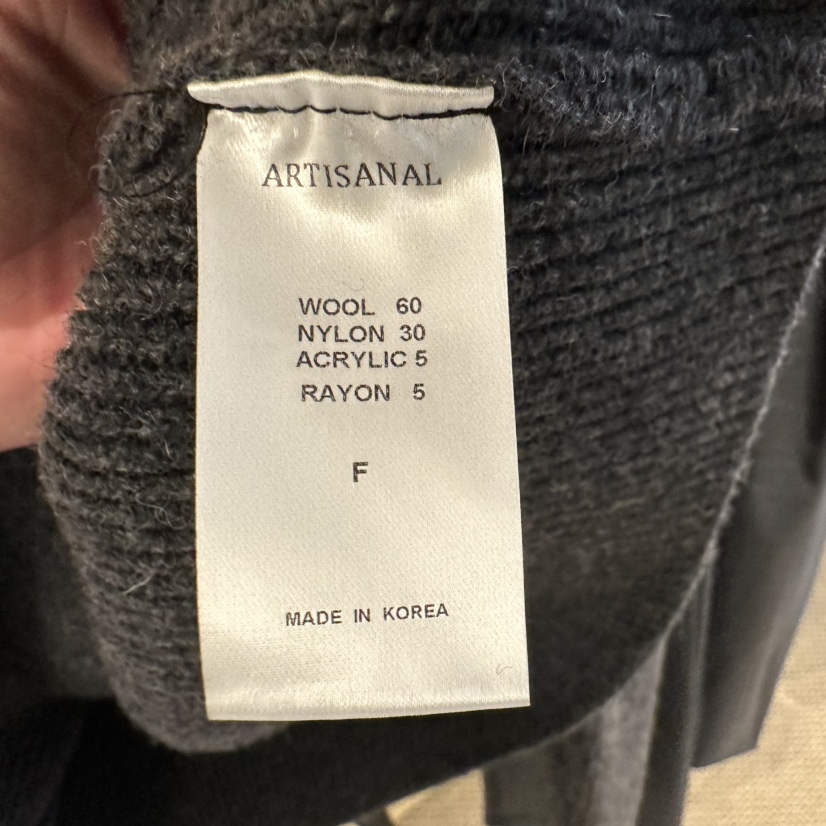 ARTISANAL
WOOL 60
NYLON 30
ACRYLIC 5
RAYON 5
F
MADE IN KOREA